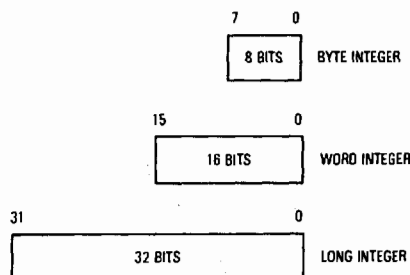 7 0
8 BITS BYTE INTEGER
15 0
16 BITS WORD INTEGER
31 0
32 BITS LONG INTEGER